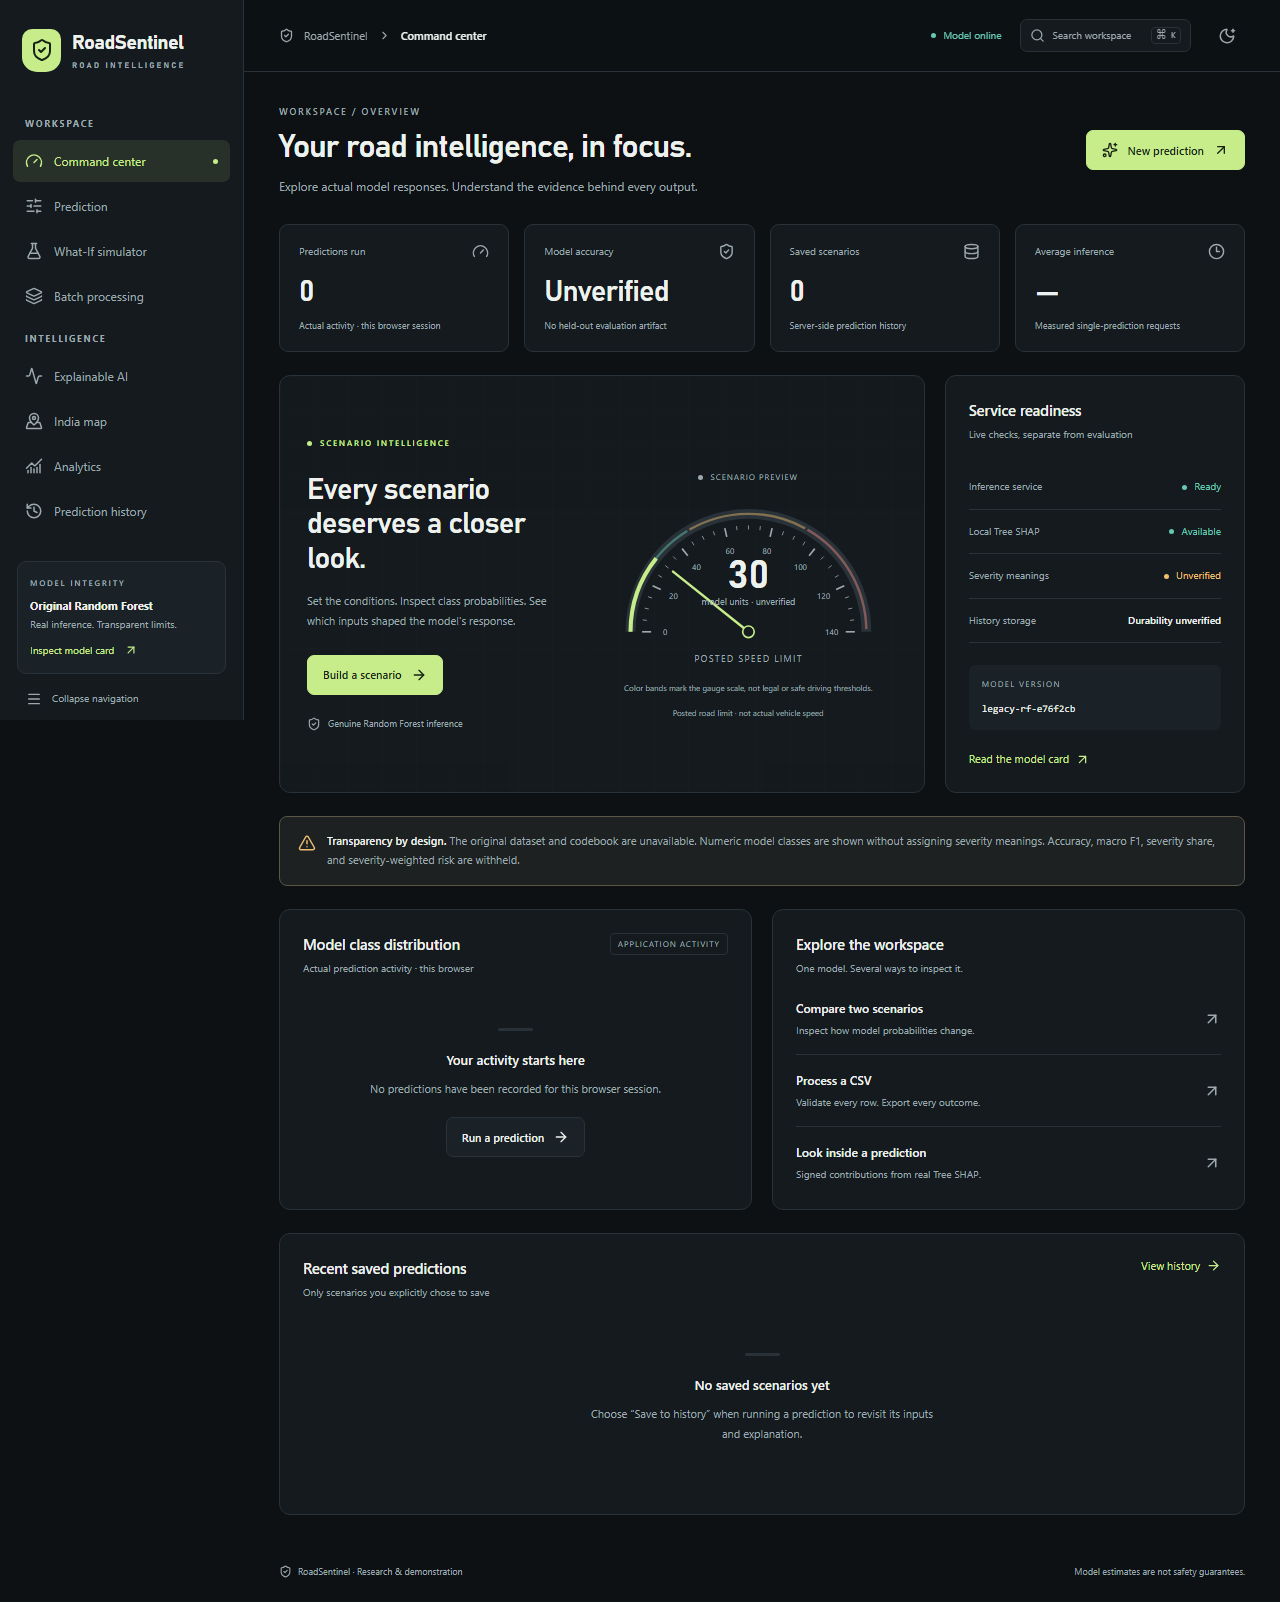 RoadSentinel
ROAD INTELLIGENCE
WORKSPACE
Command center
Prediction
What-If simulator
Batch processing
INTELLIGENCE
Explainable AI
India map
Analytics
Prediction history
MODEL INTEGRITY
Original Random Forest
Real inference. Transparent limits.
Inspect model card
Collapse navigation
RoadSentinel > Command center
Model online
Search workspace
⌘ K
WORKSPACE / OVERVIEW
Your road intelligence, in focus.
Explore actual model responses. Understand the evidence behind every output.
New prediction
Predictions run
0
Actual activity · this browser session
Model accuracy
Unverified
No held-out evaluation artifact
Saved scenarios
0
Server-side prediction history
Average inference
—
Measured single-prediction requests
SCENARIO INTELLIGENCE
Every scenario
deserves a closer
look.
Set the conditions. Inspect class probabilities. See
which inputs shaped the model's response.
Build a scenario
Genuine Random Forest inference
SCENARIO PREVIEW
0
20
40
60
80
100
120
140
30
model units · unverified
POSTED SPEED LIMIT
Color bands mark the gauge scale, not legal or safe driving thresholds.
Posted road limit · not actual vehicle speed
Service readiness
Live checks, separate from evaluation
Inference service Ready
Local Tree SHAP Available
Severity meanings Unverified
History storage Durability unverified
MODEL VERSION
legacy-rf-e76f2cb
Read the model card
Transparency by design. The original dataset and codebook are unavailable. Numeric model classes are shown without assigning severity meanings. Accuracy, macro F1, severity share,
and severity-weighted risk are withheld.
Model class distribution
Actual prediction activity · this browser
APPLICATION ACTIVITY
Your activity starts here
No predictions have been recorded for this browser session.
Run a prediction
Explore the workspace
One model. Several ways to inspect it.
Compare two scenarios
Inspect how model probabilities change.
Process a CSV
Validate every row. Export every outcome.
Look inside a prediction
Signed contributions from real Tree SHAP.
Recent saved predictions
Only scenarios you explicitly chose to save
View history
No saved scenarios yet
Choose "Save to history" when running a prediction to revisit its inputs
and explanation.
RoadSentinel · Research & demonstration
Model estimates are not safety guarantees.